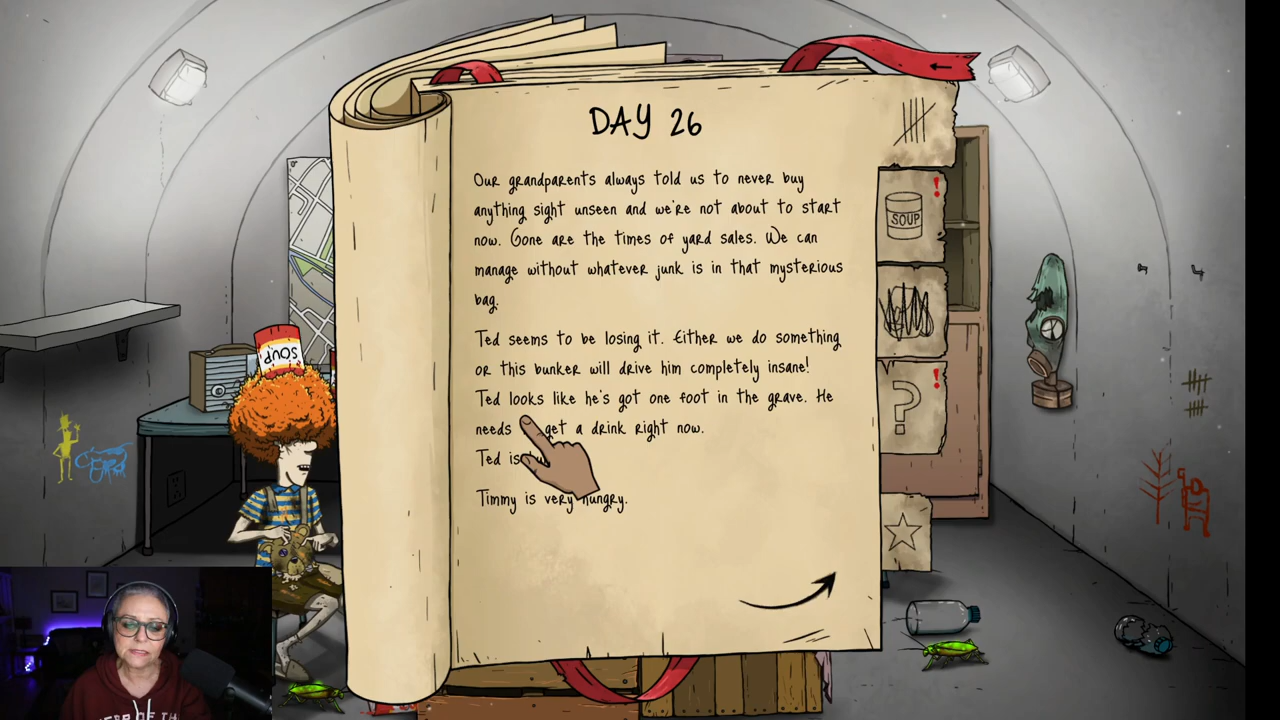 DAY 26
Our grandparents always told us to never buy
anything sight unseen and we're not about to start
now. Gone are the times of yard sales. We can
manage without whatever junk is in that mysterious
bag.
Ted seems to be losing it. Either we do something
or this bunker will drive him completely insane!
Ted looks like he's got one foot in the grave. He
needs get a drink right now.
Ted is
Timmy is very hungry.
SOUP
SOUP